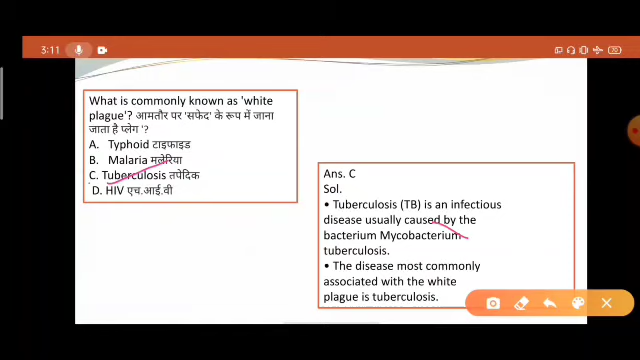 3:11
70
What is commonly known as 'white
plague'? आमतौर पर 'सफेद' के रूप में जाना
जाता है प्लेग '?
A. Typhoid टाइफाइड
B. Malaria मलेरिया
C. Tuberculosis तपेदिक
D. HIV एच.आई.वी
Ans. C
Sol.
• Tuberculosis (TB) is an infectious
disease usually caused by the
bacterium Mycobacterium
tuberculosis.
• The disease most commonly
associated with the white
plague is tuberculosis.